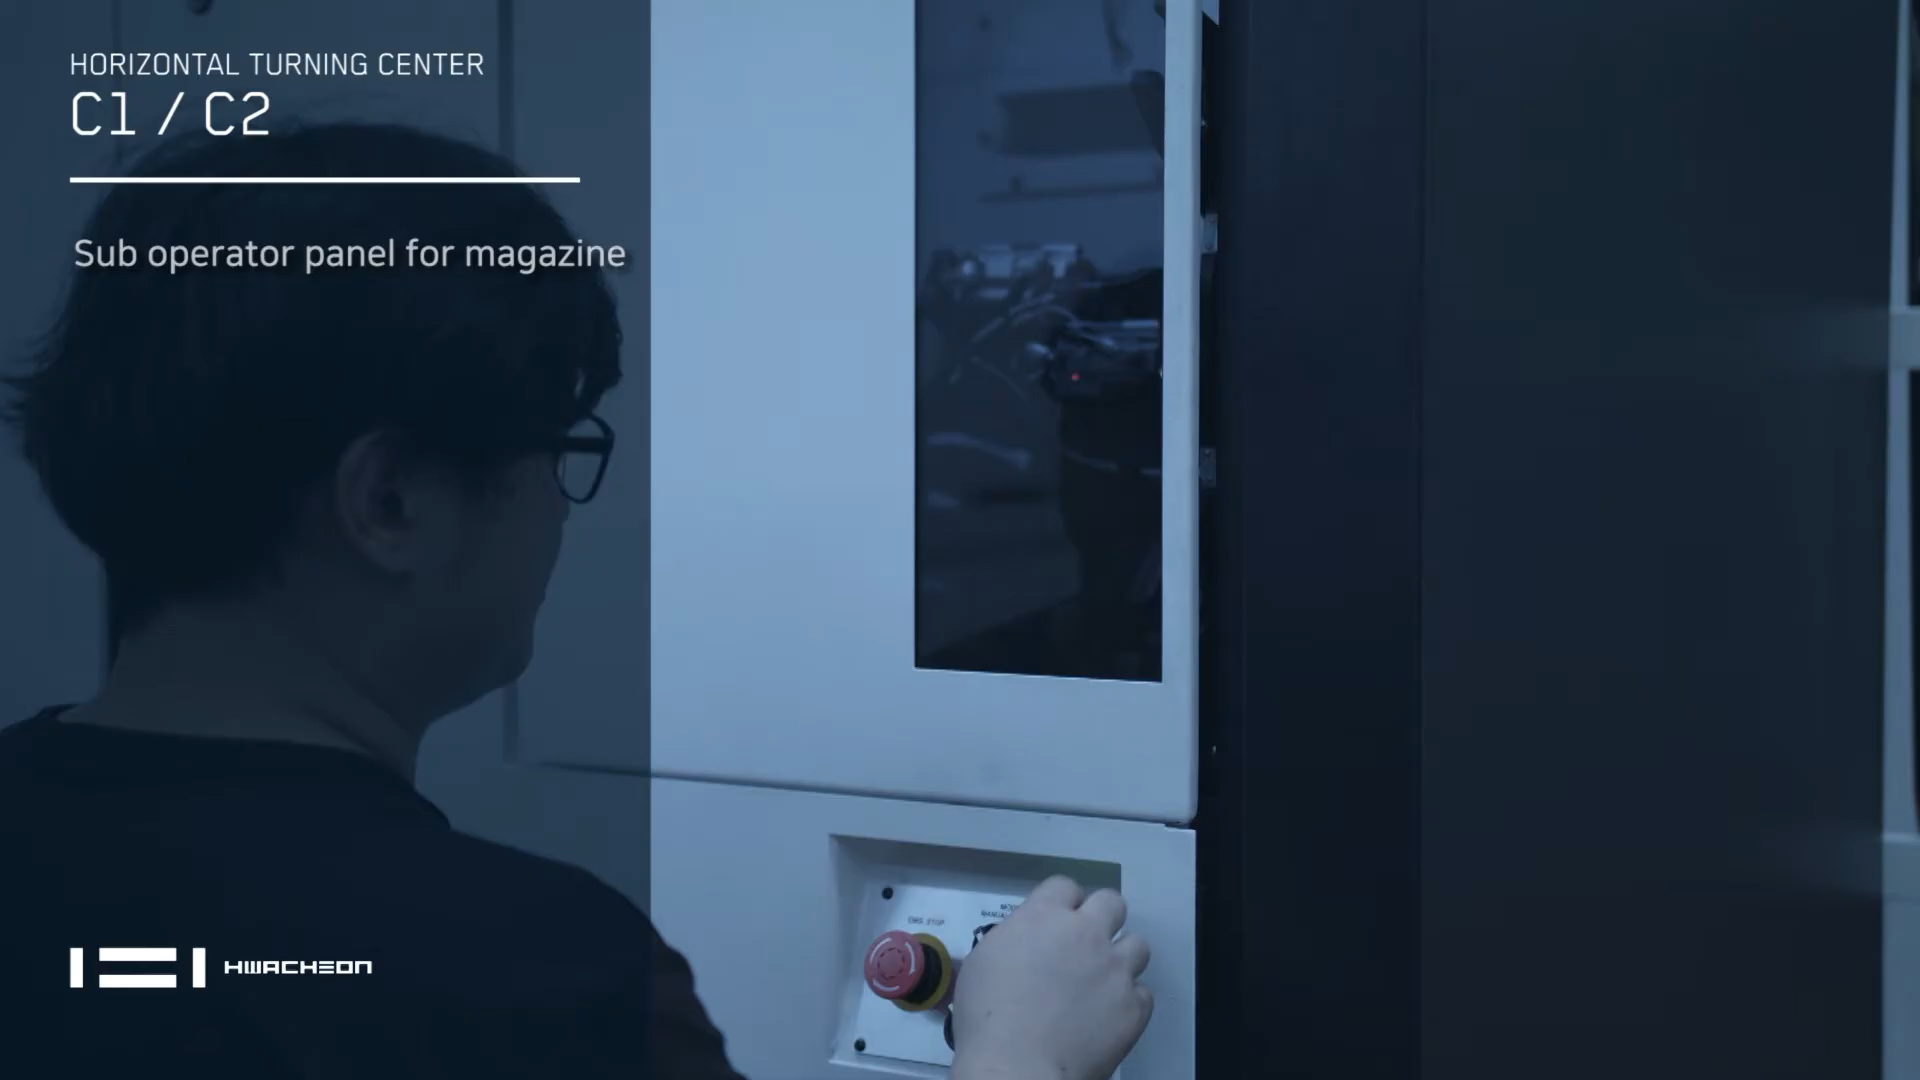 HORIZONTAL TURNING CENTER
C1 / C2
Sub operator panel for magazine
HWACHEON